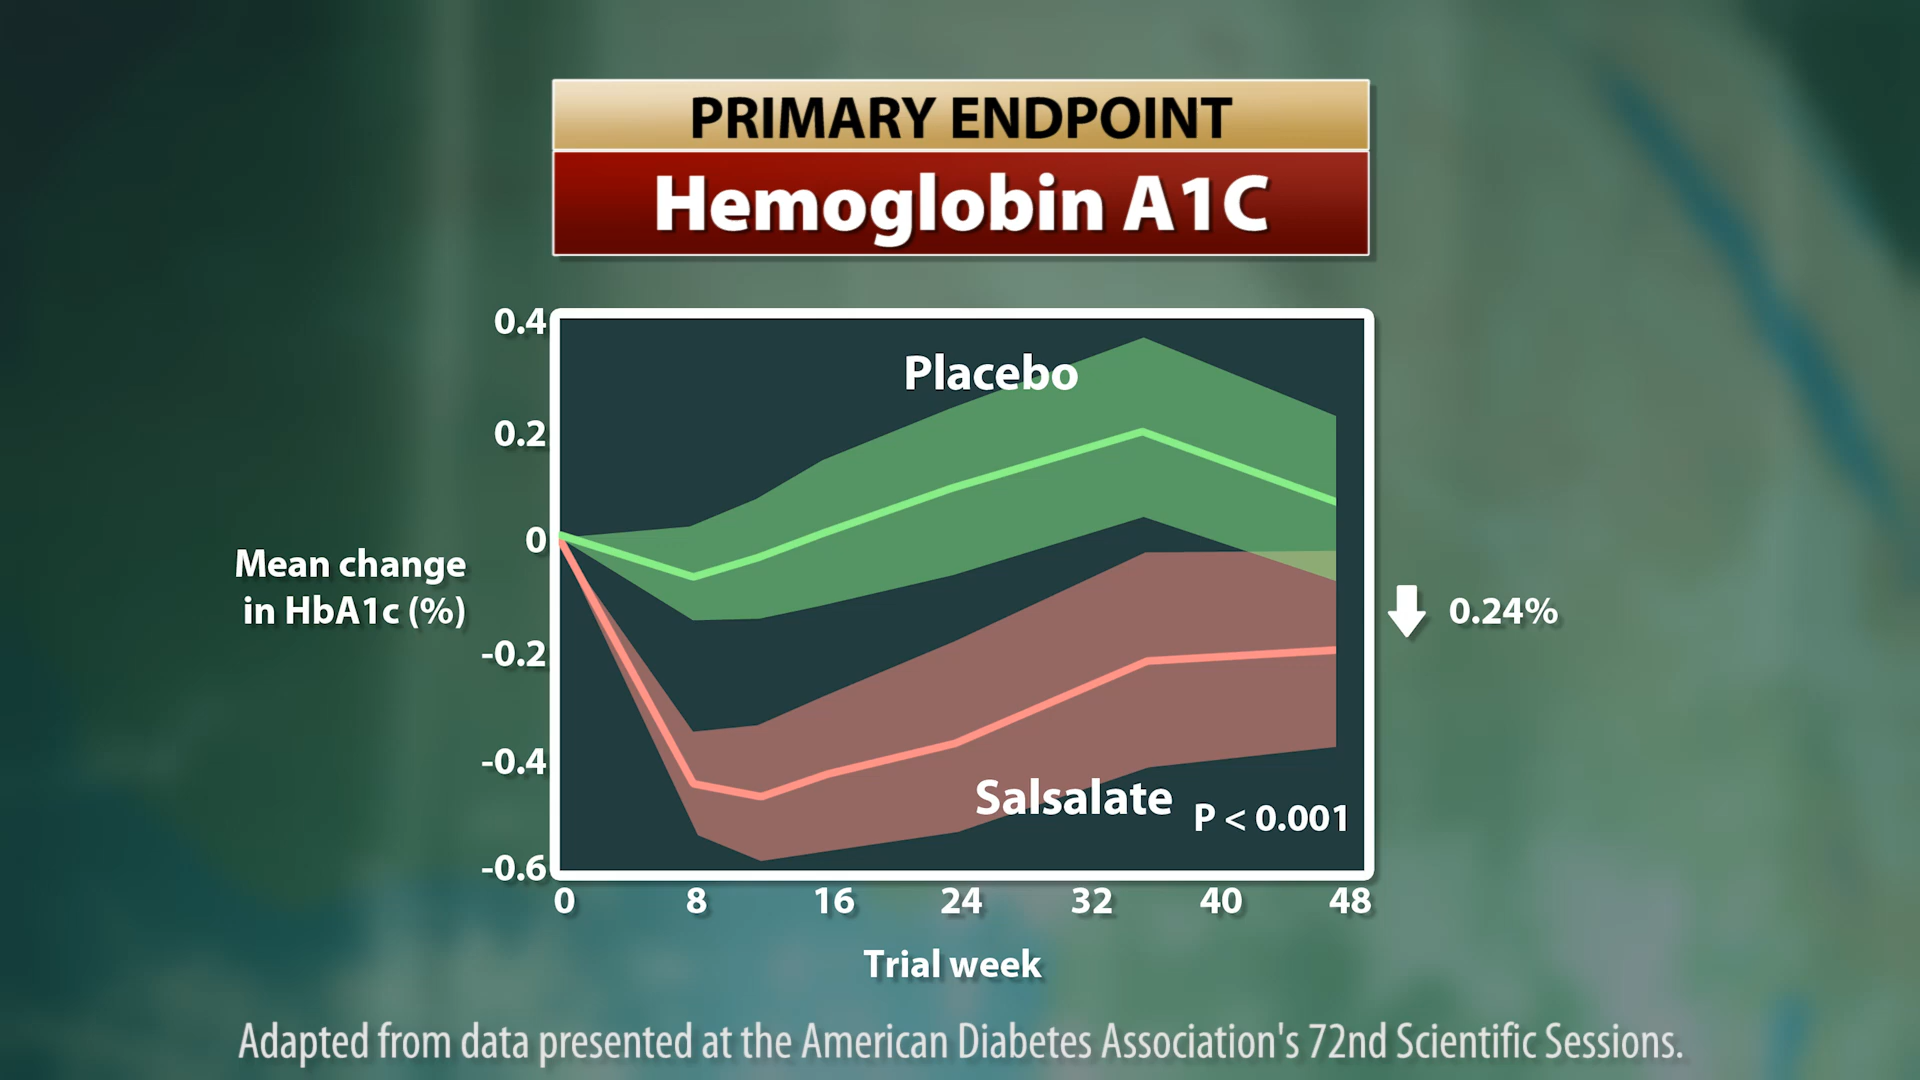 PRIMARY ENDPOINT
Hemoglobin A1C
0.4
0.2
0
-0.2
-0.4
-0.6
Mean change
in HbA1c (%)
Placebo
Salsalate
P < 0.001
0.24%
0 8 16 24 32 40 48
Trial week
Adapted from data presented at the American Diabetes Association's 72nd Scientific Sessions.